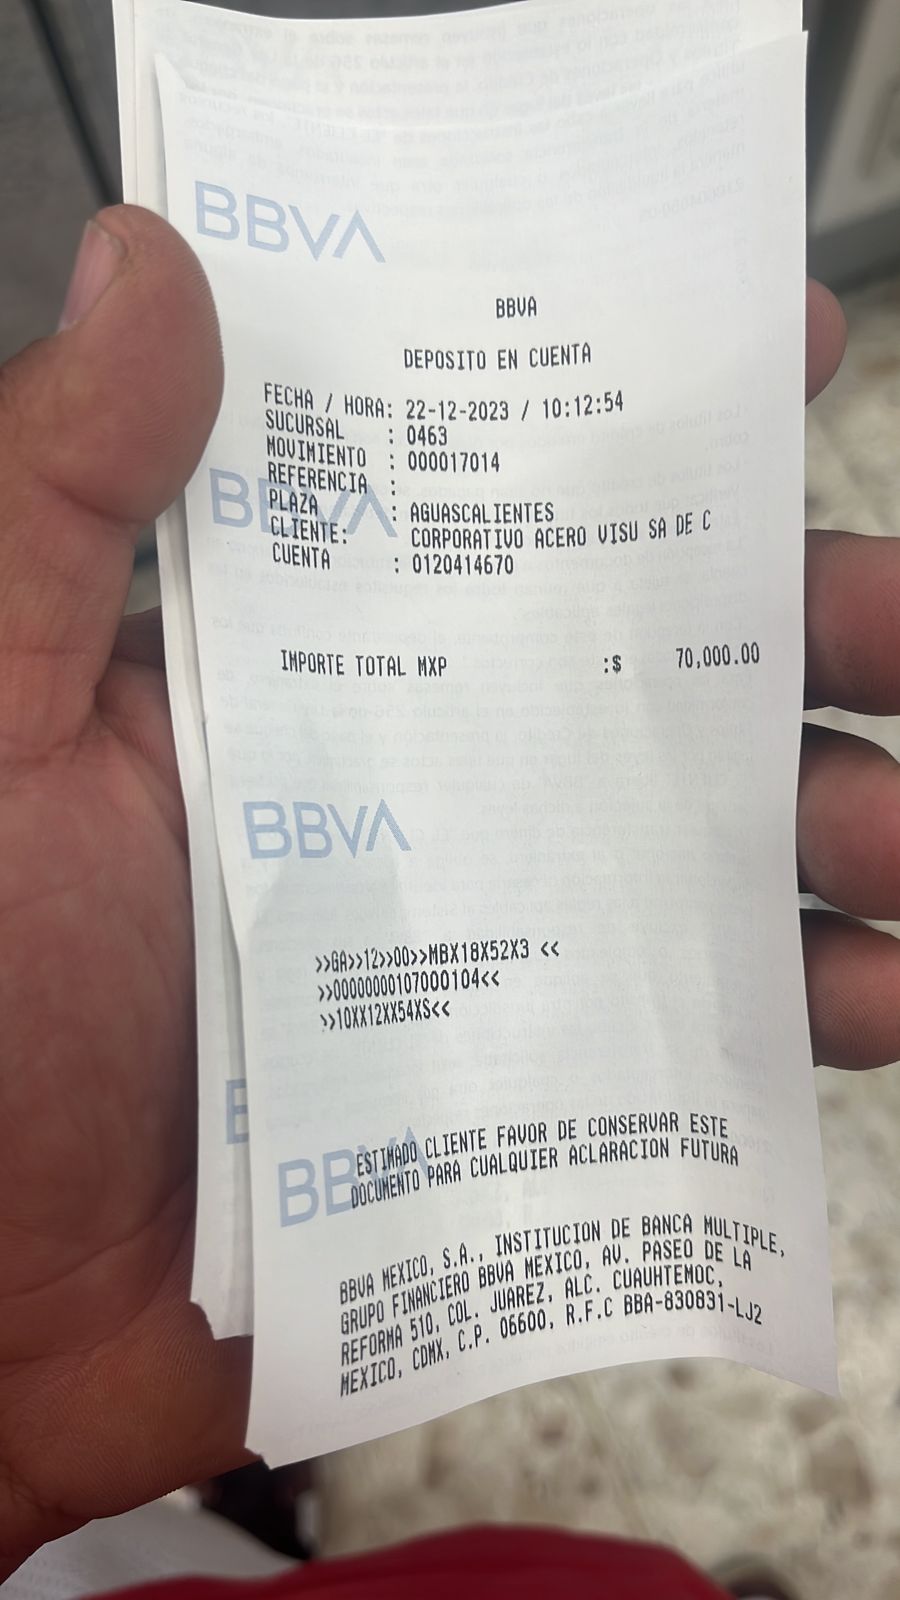 BBVA
BBVA
DEPOSITO EN CUENTA
FECHA / HORA: 22-12-2023 / 10:12:54
SUCURSAL : 0463
MOVIMIENTO : 000017014
REFERENCIA :
BBVA
PLAZA : AGUASCALIENTES
CLIENTE: CORPORATIVO ACERO VISU SA DE C
CUENTA : 0120414670
IMPORTE TOTAL MXP :$ 70,000.00
BBVA
>>GA>>12>>00>>MBX18X52X3 <<
>>00000000107000104<<
>>10XX12XX54XS<<
BBVA
ESTIMADO CLIENTE FAVOR DE CONSERVAR ESTE
DOCUMENTO PARA CUALQUIER ACLARACION FUTURA
BBVA MEXICO, S.A., INSTITUCION DE BANCA MULTIPLE,
GRUPO FINANCIERO BBVA MEXICO, AV. PASEO DE LA
REFORMA 510, COL. JUAREZ, ALC. CUAUHTEMOC,
MEXICO, CDMX, C.P. 06600, R.F.C BBA-830831-LJ2